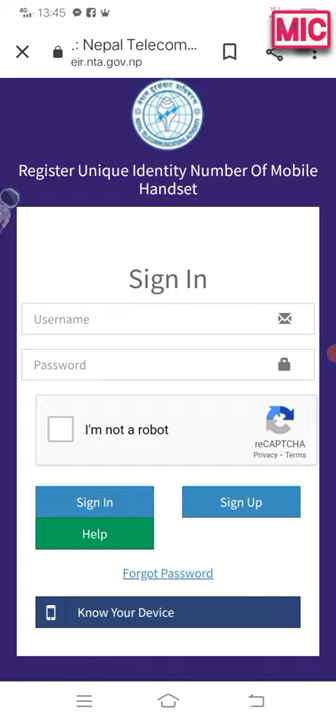 4G
13:45
.: Nepal Telecom...
eir.nta.gov.np
MIC
Register Unique Identity Number Of Mobile
Handset
Sign In
Username
Password
I'm not a robot
reCAPTCHA
Privacy - Terms
Sign In
Sign Up
Help
Forgot Password
Know Your Device